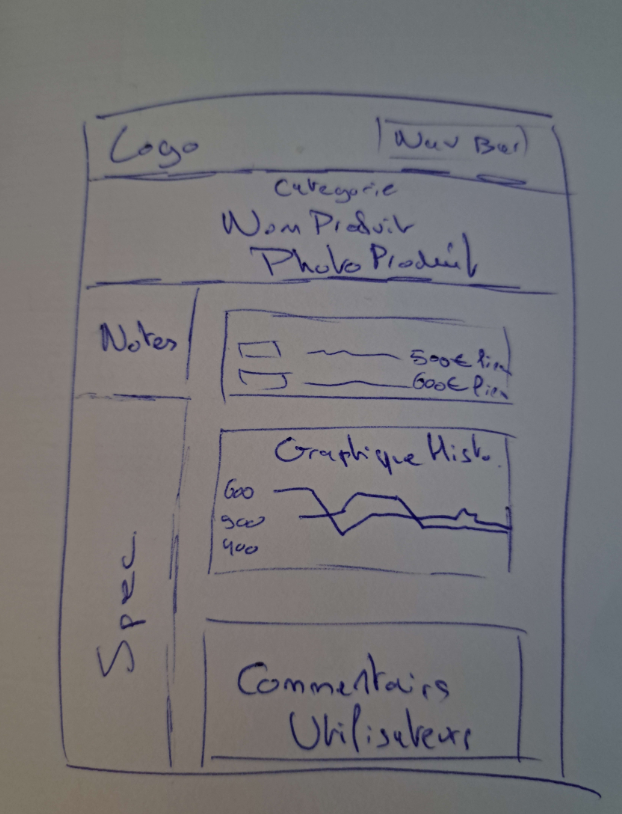 Logo
Nav Bar
Categorie
Nom Produit
Photo Produit
Notes
500€ lien
600€ lien
Graphique Histo.
600
500
400
Spec.
Commentairs
Utilisateurs